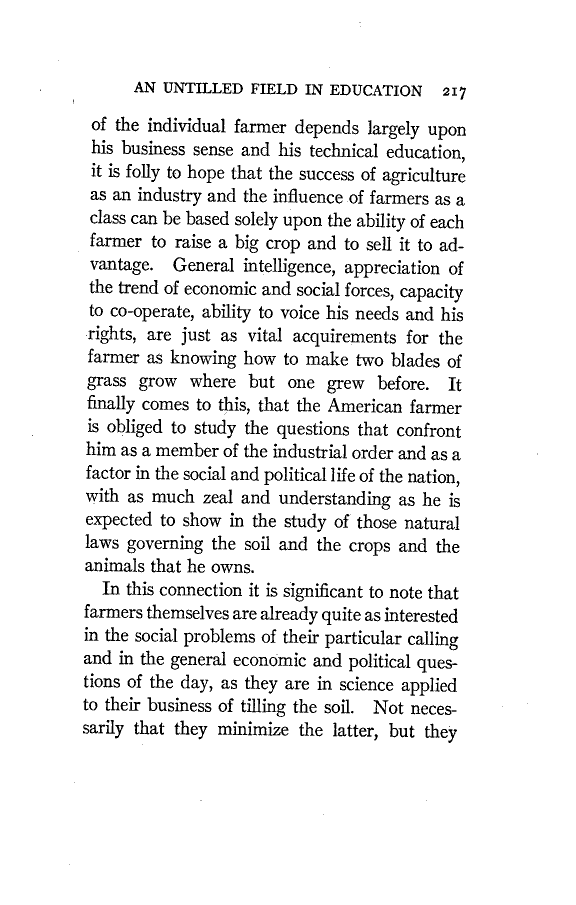 AN UNTILLED FIELD IN EDUCATION 217
of the individual farmer depends largely upon
his business sense and his technical education,
it is folly to hope that the success of agriculture
as an industry and the influence of farmers as a
class can be based solely upon the ability of each
farmer to raise a big crop and to sell it to ad-
vantage. General intelligence, appreciation of
the trend of economic and social forces, capacity
to co-operate, ability to voice his needs and his
rights, are just as vital acquirements for the
farmer as knowing how to make two blades of
grass grow where but one grew before. It
finally comes to this, that the American farmer
is obliged to study the questions that confront
him as a member of the industrial order and as a
factor in the social and political life of the nation,
with as much zeal and understanding as he is
expected to show in the study of those natural
laws governing the soil and the crops and the
animals that he owns.
In this connection it is significant to note that
farmers themselves are already quite as interested
in the social problems of their particular calling
and in the general economic and political ques-
tions of the day, as they are in science applied
to their business of tilling the soil. Not neces-
sarily that they minimize the latter, but they